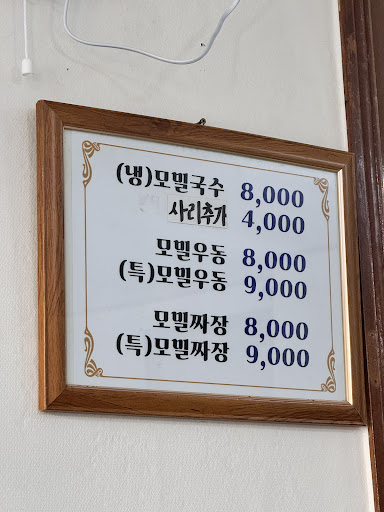 (냉)모밀국수 8,000
사리추가 4,000
모밀우동 8,000
(특)모밀우동 9,000
모밀짜장 8,000
(특)모밀짜장 9,000